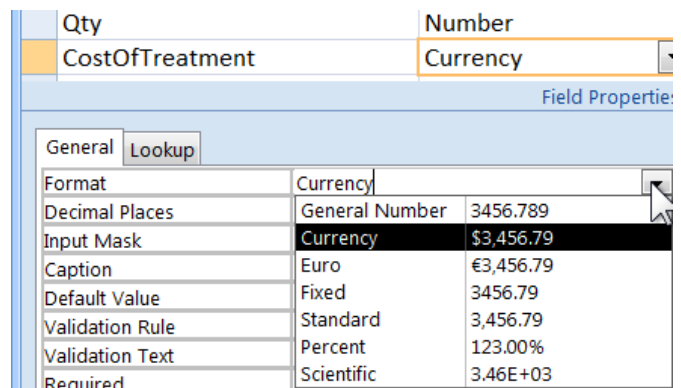 Qty Number
CostOfTreatment Currency
Field Properties
General Lookup
Format Currency
Decimal Places General Number 3456.789
Input Mask Currency $3,456.79
Caption Euro €3,456.79
Default Value Fixed 3456.79
Validation Rule Standard 3,456.79
Validation Text Percent 123.00%
Required Scientific 3.46E+03